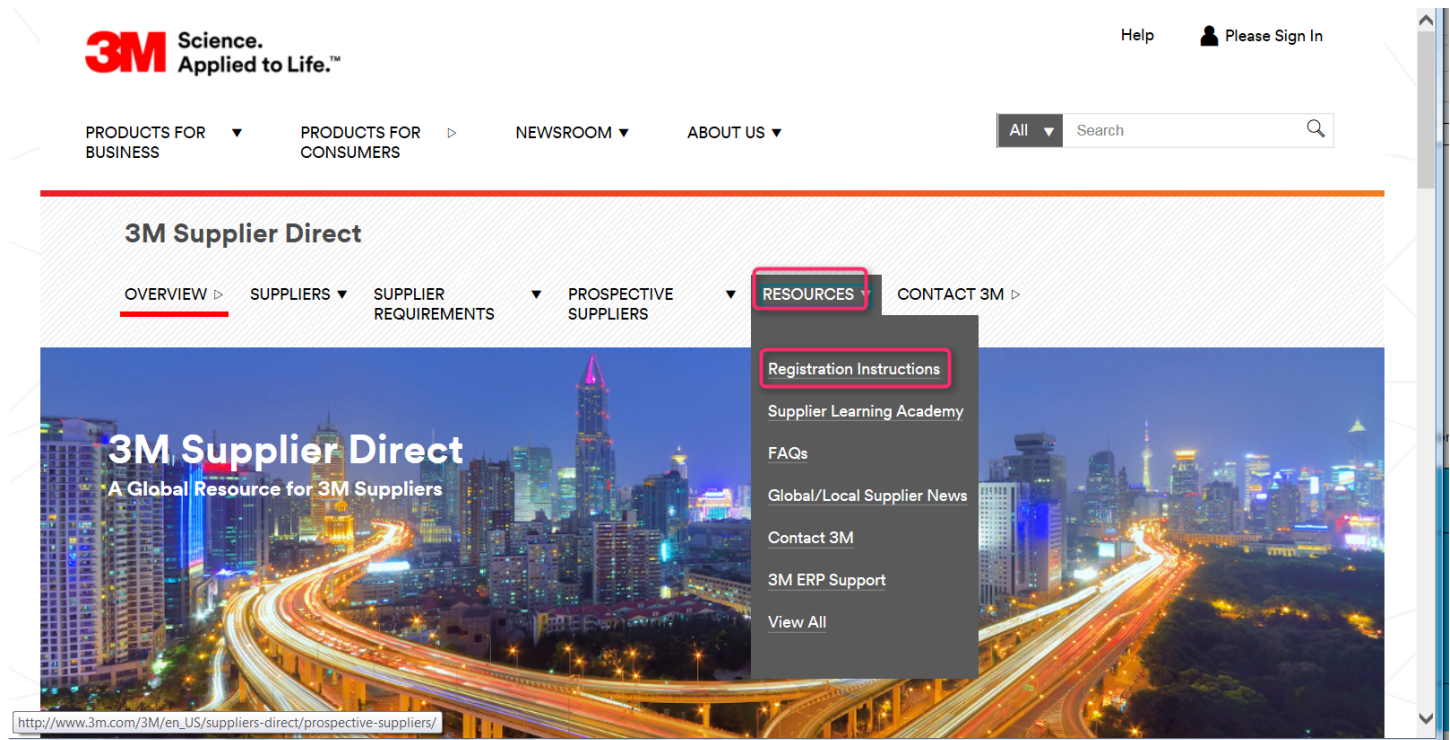 3M Science.
Applied to Life.™
Help
Please Sign In
PRODUCTS FOR
BUSINESS
PRODUCTS FOR
CONSUMERS
NEWSROOM
ABOUT US
All
Search
3M Supplier Direct
OVERVIEW
SUPPLIERS
SUPPLIER
REQUIREMENTS
PROSPECTIVE
SUPPLIERS
RESOURCES
CONTACT 3M
Registration Instructions
Supplier Learning Academy
FAQs
Global/Local Supplier News
Contact 3M
3M ERP Support
View All
3M Supplier Direct
A Global Resource for 3M Suppliers
http://www.3m.com/3M/en_US/suppliers-direct/prospective-suppliers/